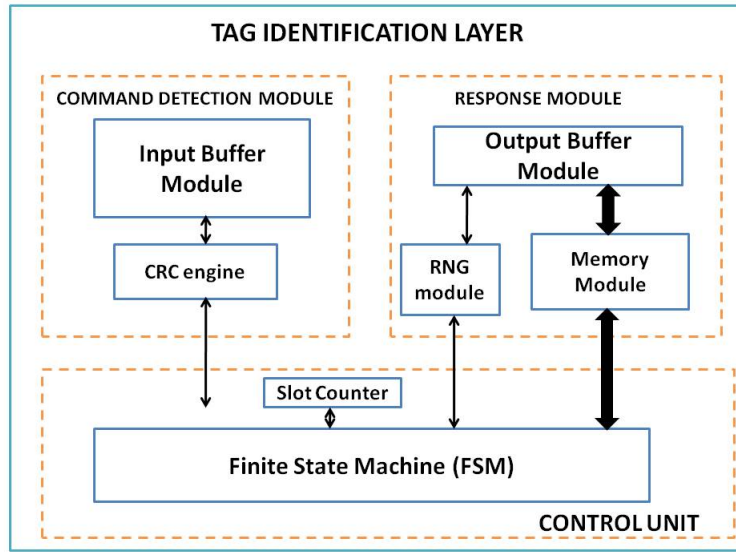 TAG IDENTIFICATION LAYER
COMMAND DETECTION MODULE
Input Buffer
Module
CRC engine
RESPONSE MODULE
Output Buffer
Module
RNG
module
Memory
Module
Slot Counter
Finite State Machine (FSM)
CONTROL UNIT